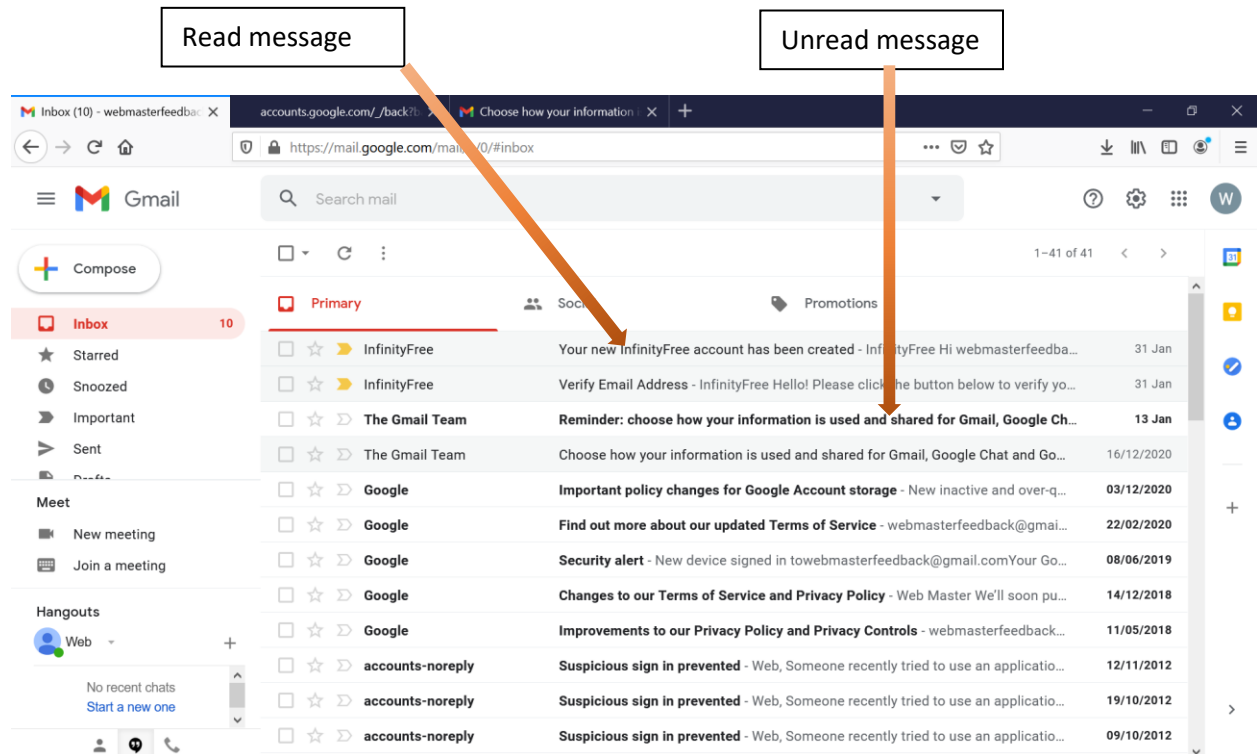 Read message
Unread message
Inbox (10) - webmasterfeedbac
accounts.google.com/_/back?b
Choose how your information i
https://mail.google.com/mail/ /0/#inbox
Gmail
Search mail
W
Compose
1–41 of 41
31
Primary
Soci
Promotions
Inbox 10
Starred
Snoozed
Important
Sent
Drafts
Meet
New meeting
Join a meeting
Hangouts
Web
No recent chats
Start a new one
InfinityFree Your new InfinityFree account has been created - InfinityFree Hi webmasterfeedba... 31 Jan
InfinityFree Verify Email Address - InfinityFree Hello! Please click the button below to verify yo... 31 Jan
The Gmail Team Reminder: choose how your information is used and shared for Gmail, Google Ch... 13 Jan
The Gmail Team Choose how your information is used and shared for Gmail, Google Chat and Go... 16/12/2020
Google Important policy changes for Google Account storage - New inactive and over-q... 03/12/2020
Google Find out more about our updated Terms of Service - webmasterfeedback@gmai... 22/02/2020
Google Security alert - New device signed in towebmasterfeedback@gmail.comYour Go... 08/06/2019
Google Changes to our Terms of Service and Privacy Policy - Web Master We'll soon pu... 14/12/2018
Google Improvements to our Privacy Policy and Privacy Controls - webmasterfeedback... 11/05/2018
accounts-noreply Suspicious sign in prevented - Web, Someone recently tried to use an applicatio... 12/11/2012
accounts-noreply Suspicious sign in prevented - Web, Someone recently tried to use an applicatio... 19/10/2012
accounts-noreply Suspicious sign in prevented - Web, Someone recently tried to use an applicatio... 09/10/2012